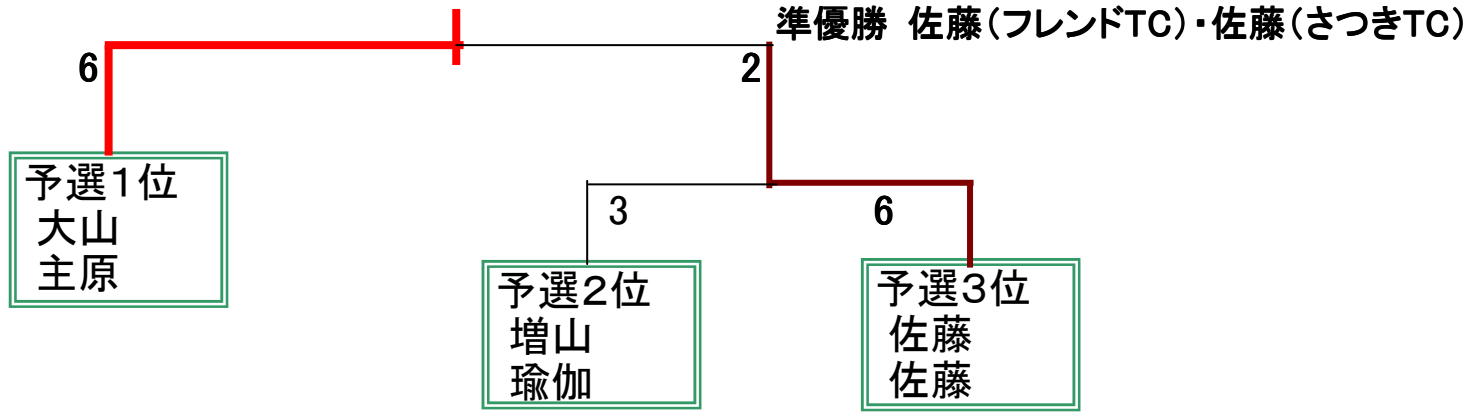 準優勝 佐藤(フレンドTC)・佐藤(さつきTC)
6
2
予選1位
大山
主原
3
6
予選2位
増山
瑜伽
予選3位
佐藤
佐藤